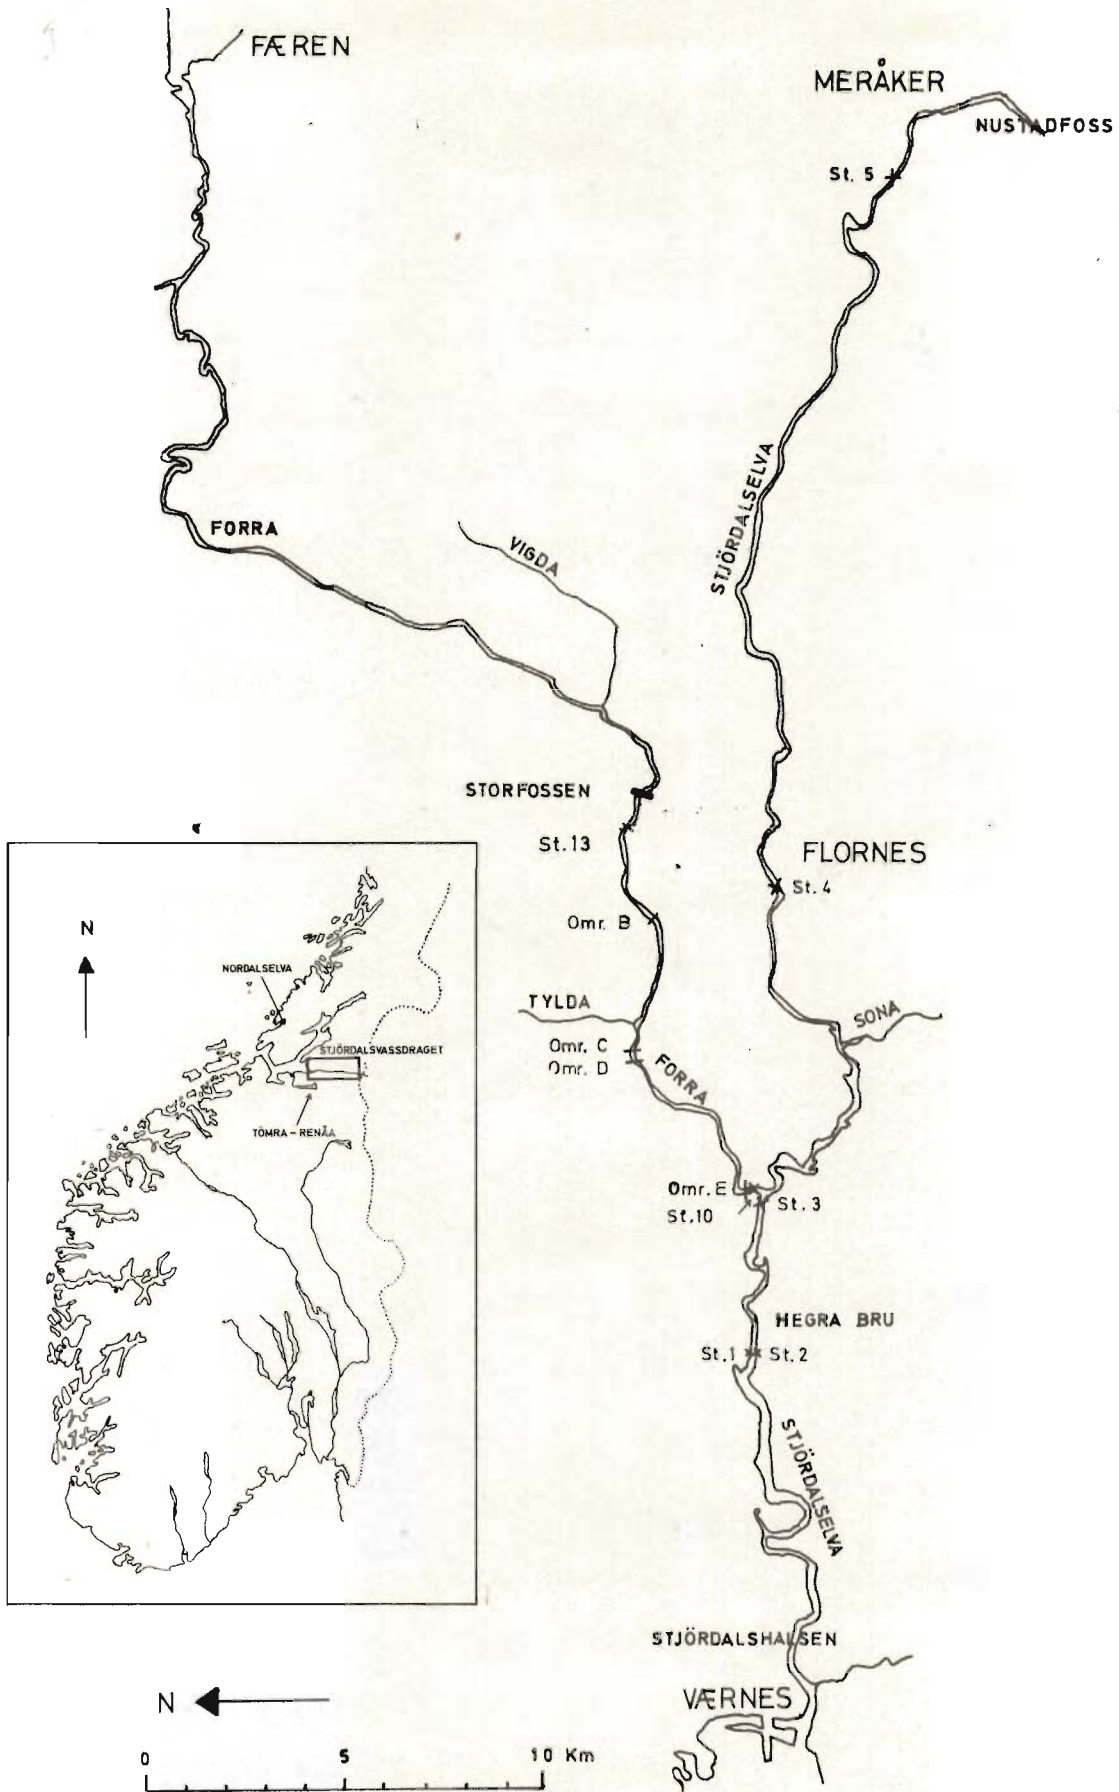 FÆREN
MERÅKER
NUSTADFOSS
St. 5
STJÖRDALSELVA
FORRA
VIGDA
STORFOSSEN
St. 13
FLORNES
St. 4
Omr. B
TYLDA
SONA
Omr. C
Omr. D
FORRA
Omr. E
St. 10
St. 3
HEGRA BRU
St. 1
St. 2
STJÖRDALSELVA
STJÖRDALSHALSEN
VÆRNES
N
NORDALSELVA
STJÖRDALSVASSDRAGET
TÖMRA-RENÅA
N
0 5 10 Km